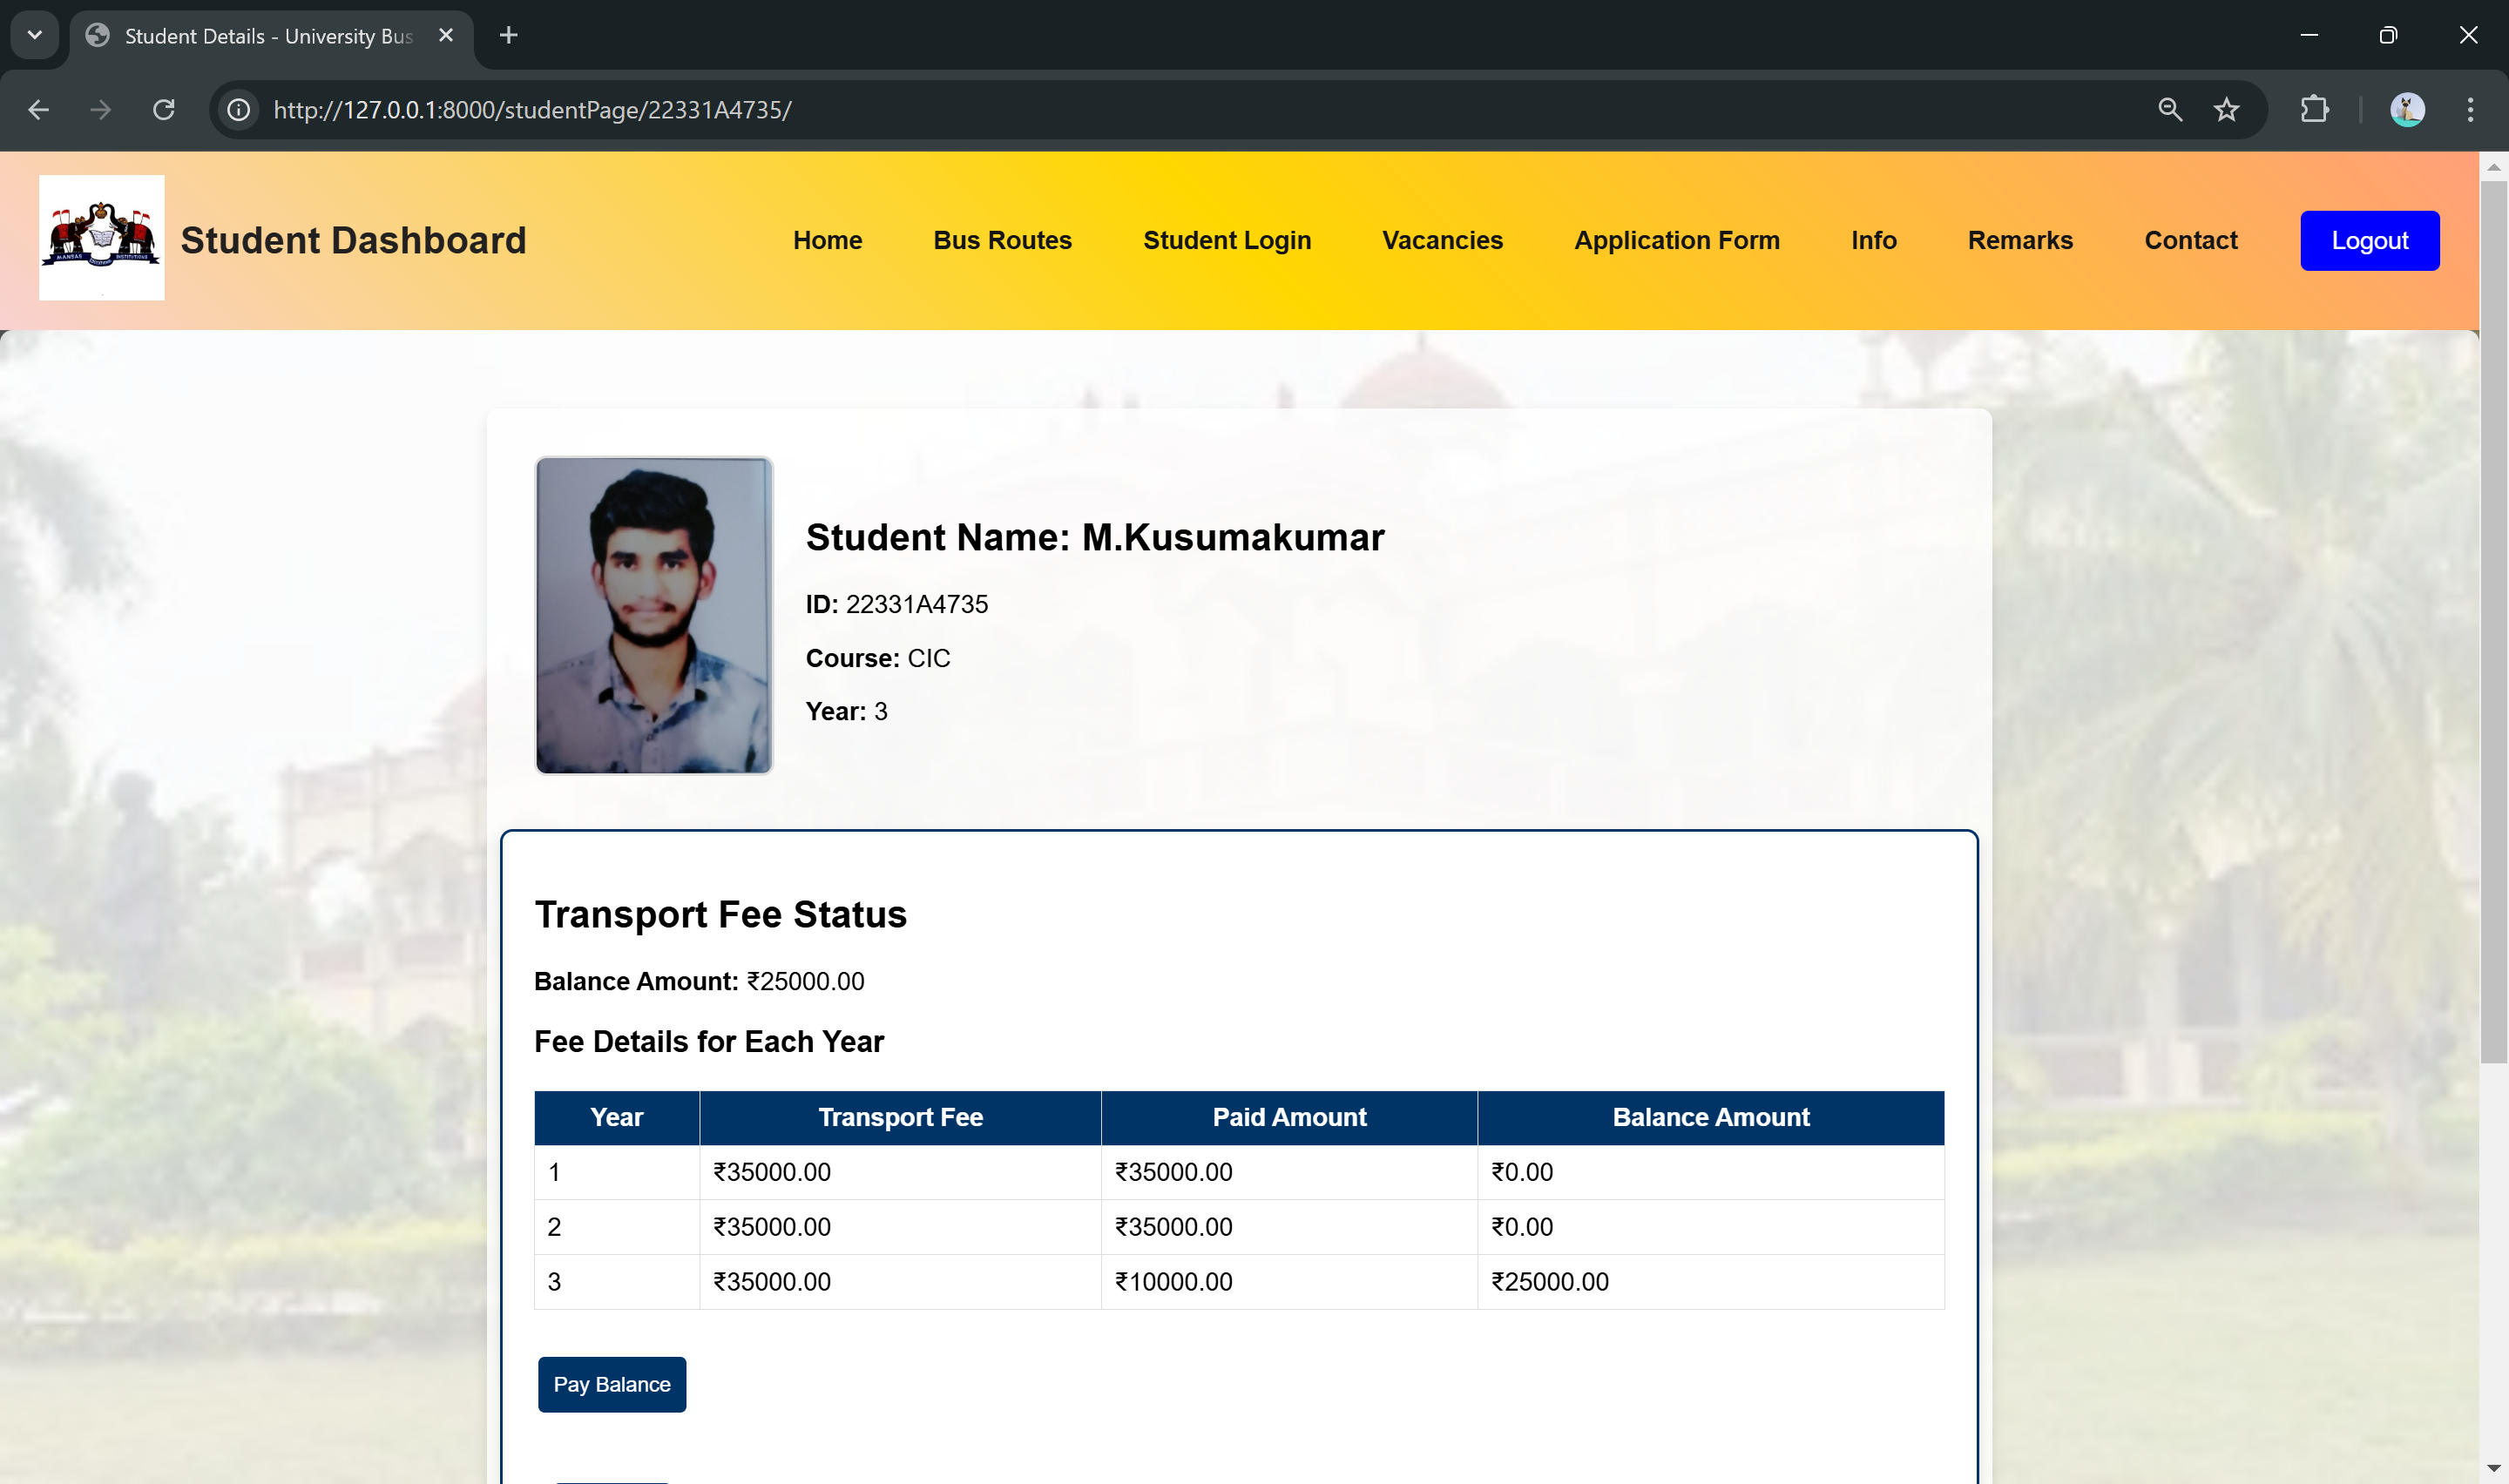 Student Details - University Bus
http://127.0.0.1:8000/studentPage/22331A4735/
MANSAS EDUCATIONAL INSTITUTIONS
Student Dashboard
Home Bus Routes Student Login Vacancies Application Form Info Remarks Contact Logout
Student Name: M.Kusumakumar
ID: 22331A4735
Course: CIC
Year: 3
Transport Fee Status
Balance Amount: ₹25000.00
Fee Details for Each Year
Year Transport Fee Paid Amount Balance Amount
1 ₹35000.00 ₹35000.00 ₹0.00
2 ₹35000.00 ₹35000.00 ₹0.00
3 ₹35000.00 ₹10000.00 ₹25000.00
Pay Balance